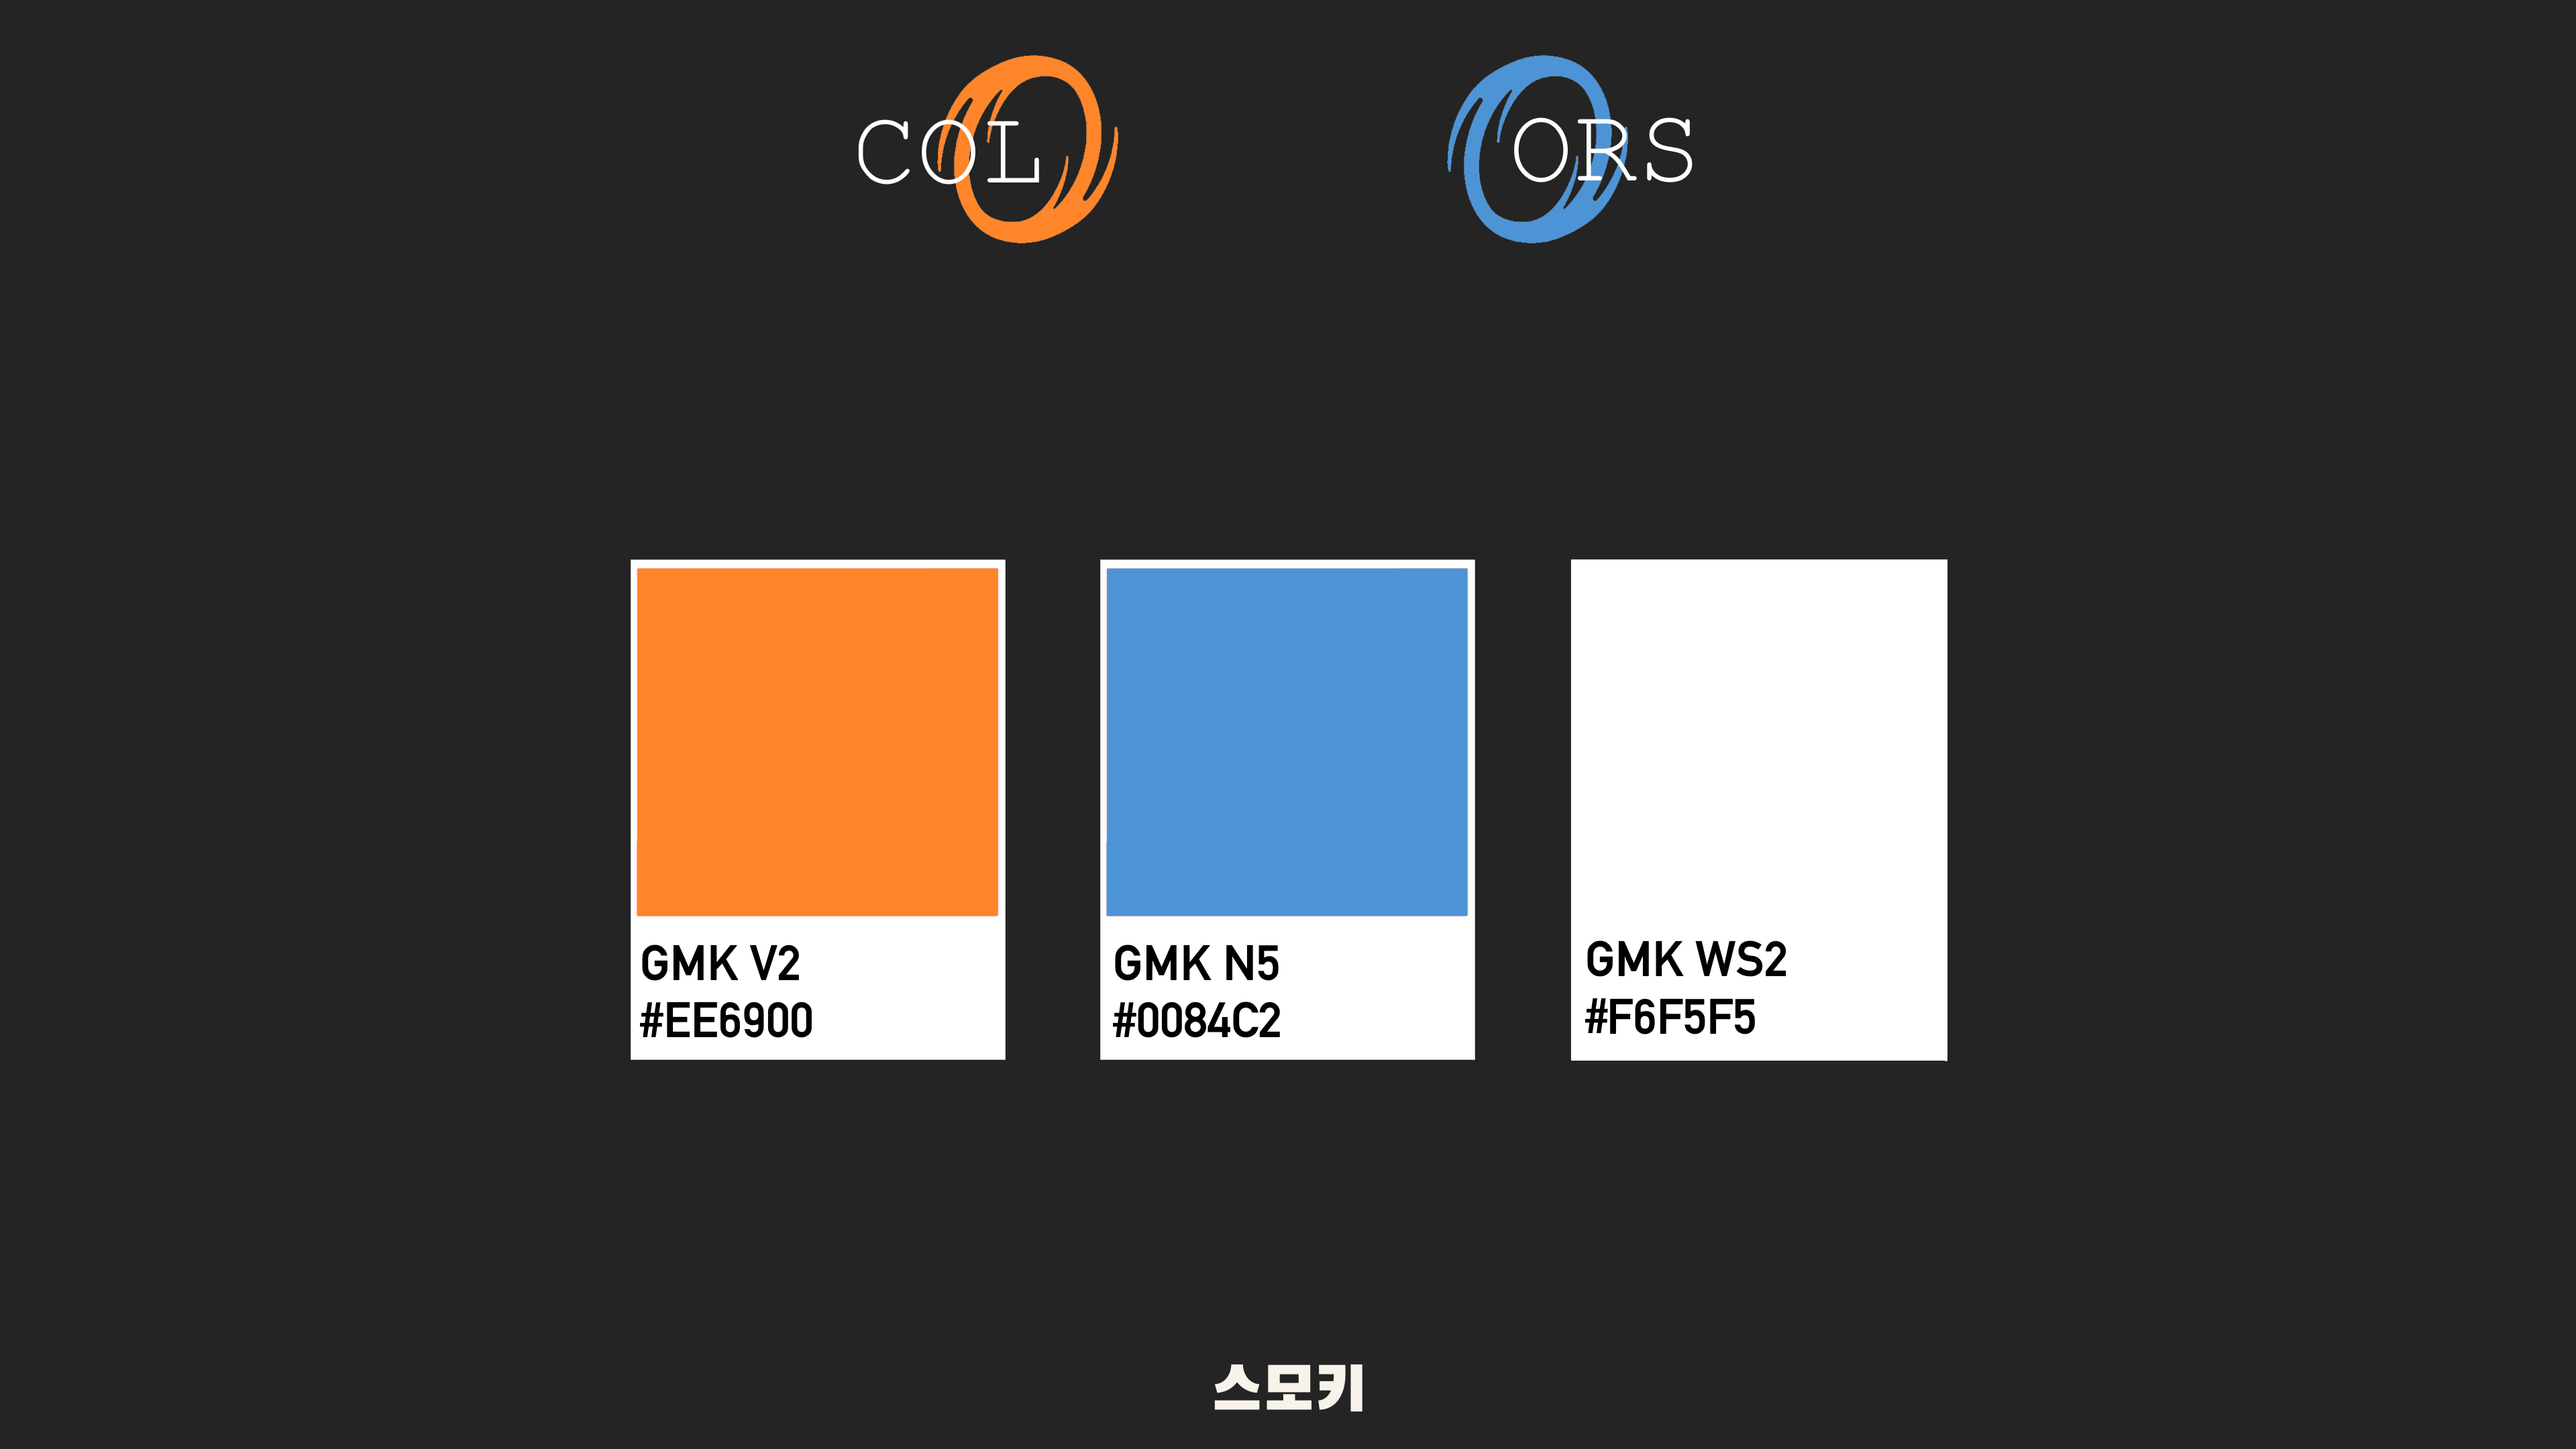 COL ORS
GMK V2
#EE6900
GMK N5
#0084C2
GMK WS2
#F6F5F5
스모키